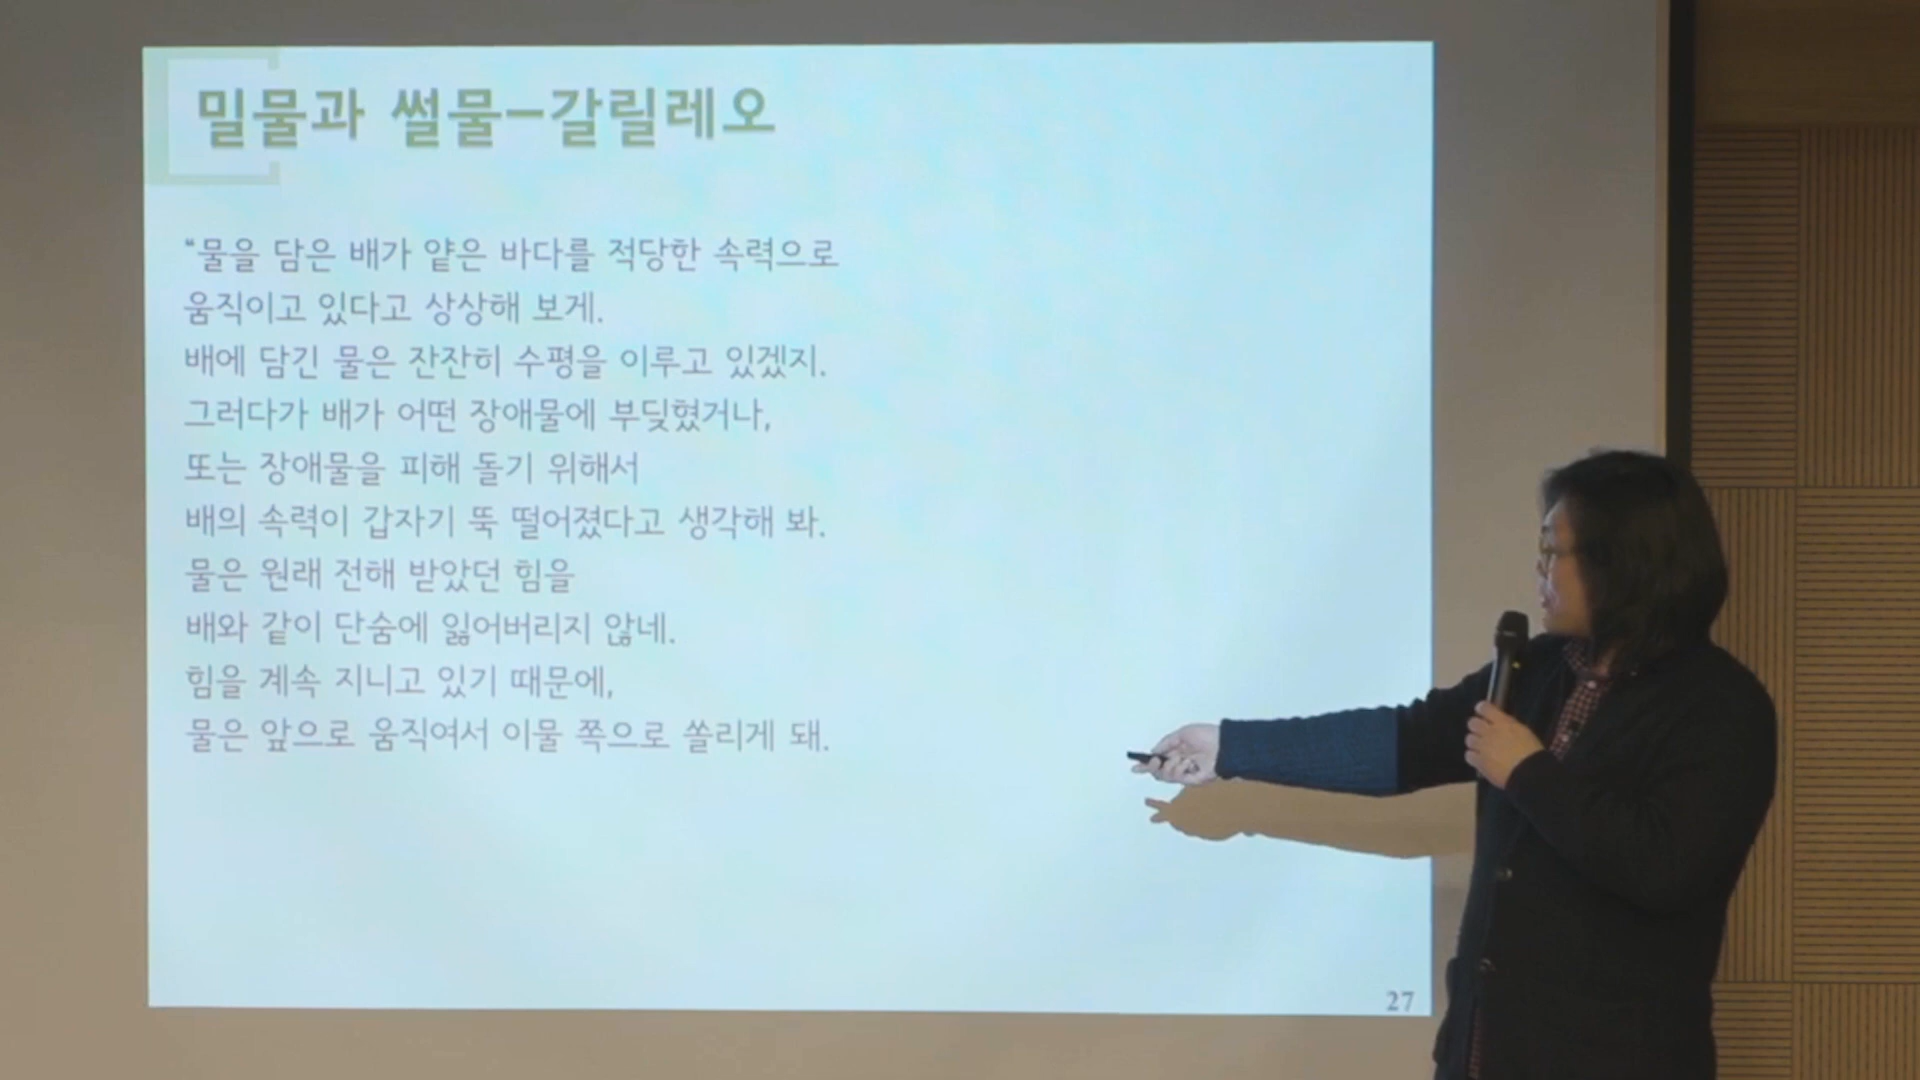 밀물과 썰물-갈릴레오
“물을 담은 배가 얕은 바다를 적당한 속력으로
움직이고 있다고 상상해 보게.
배에 담긴 물은 잔잔히 수평을 이루고 있겠지.
그러다가 배가 어떤 장애물에 부딪혔거나,
또는 장애물을 피해 돌기 위해서
배의 속력이 갑자기 뚝 떨어졌다고 생각해 봐.
물은 원래 전해 받았던 힘을
배와 같이 단숨에 잃어버리지 않네.
힘을 계속 지니고 있기 때문에,
물은 앞으로 움직여서 이물 쪽으로 쏠리게 돼.
27